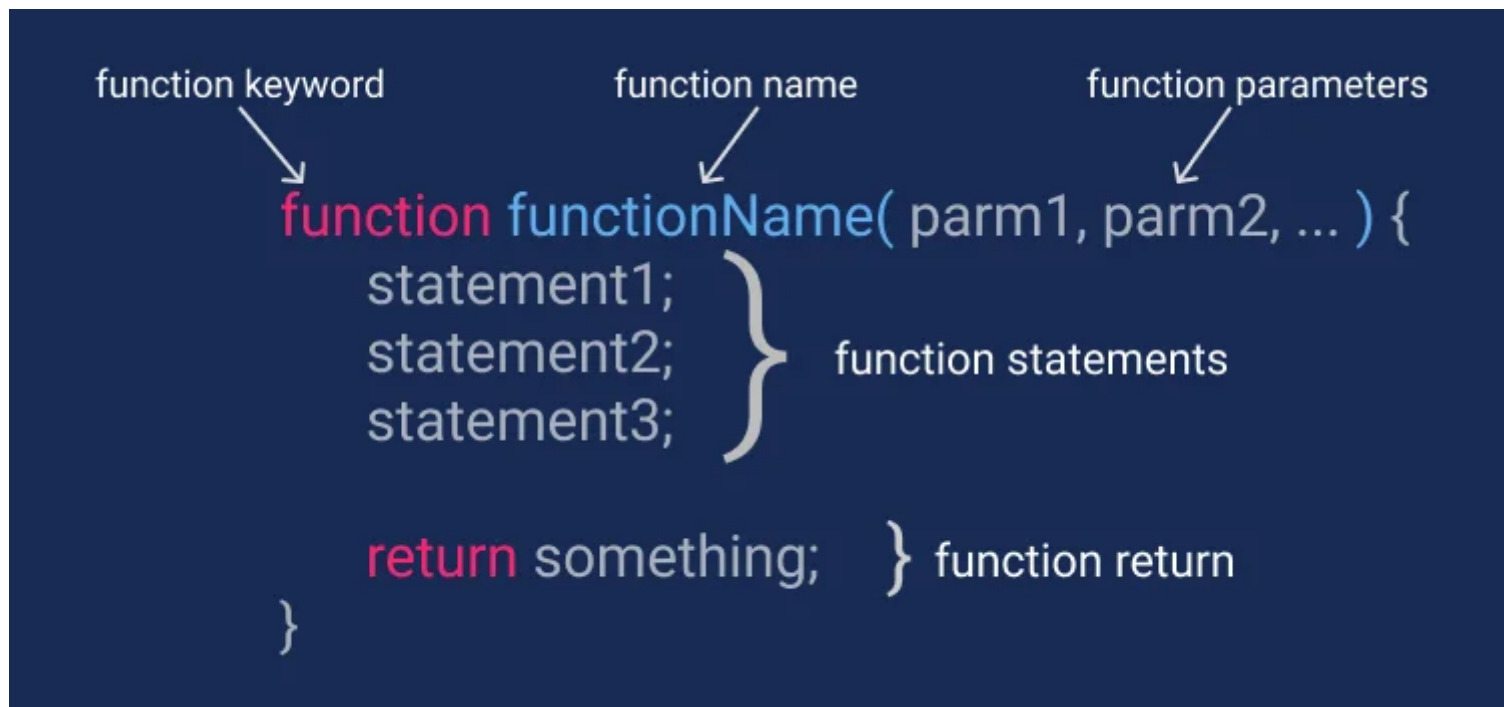 function keyword function name function parameters
function functionName( parm1, parm2, ... ) {
statement1;
statement2;
statement3;
} function statements
return something; } function return
}